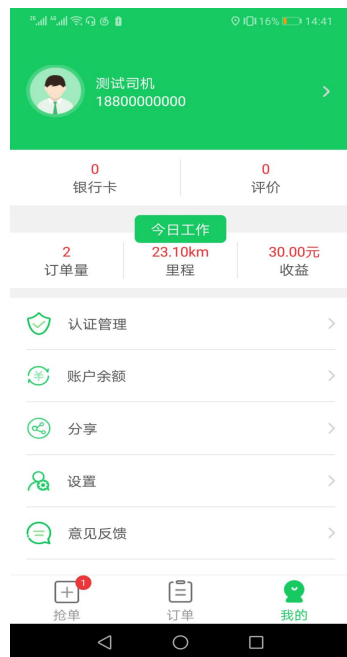 2G 4G 16% 14:41
测试司机
18800000000
0 0
银行卡 评价
今日工作
2 23.10km 30.00元
订单量 里程 收益
认证管理
账户余额
分享
设置
意见反馈
1
抢单 订单 我的